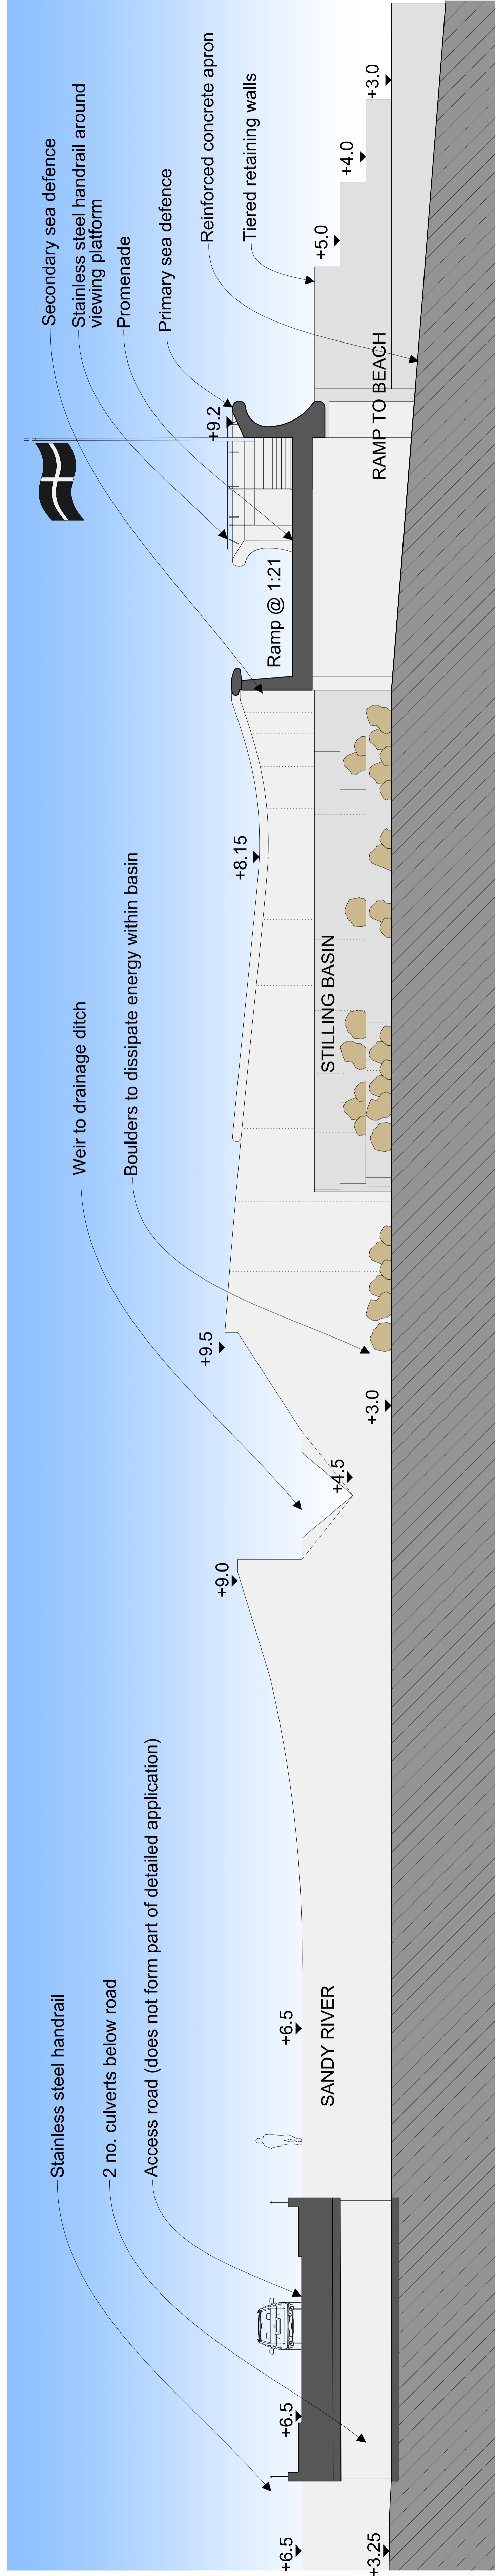 Stainless steel handrail
2 no. culverts below road
Access road (does not form part of detailed application)
Weir to drainage ditch
Boulders to dissipate energy within basin
Secondary sea defence
Stainless steel handrail around
viewing platform
Promenade
Primary sea defence
Reinforced concrete apron
Tiered retaining walls
+6.5
+3.25
+6.5
+6.5
SANDY RIVER
+9.0
+4.5
+9.5
+3.0
+8.15
STILLING BASIN
Ramp @ 1:21
+9.2
RAMP TO BEACH
+5.0
+4.0
+3.0